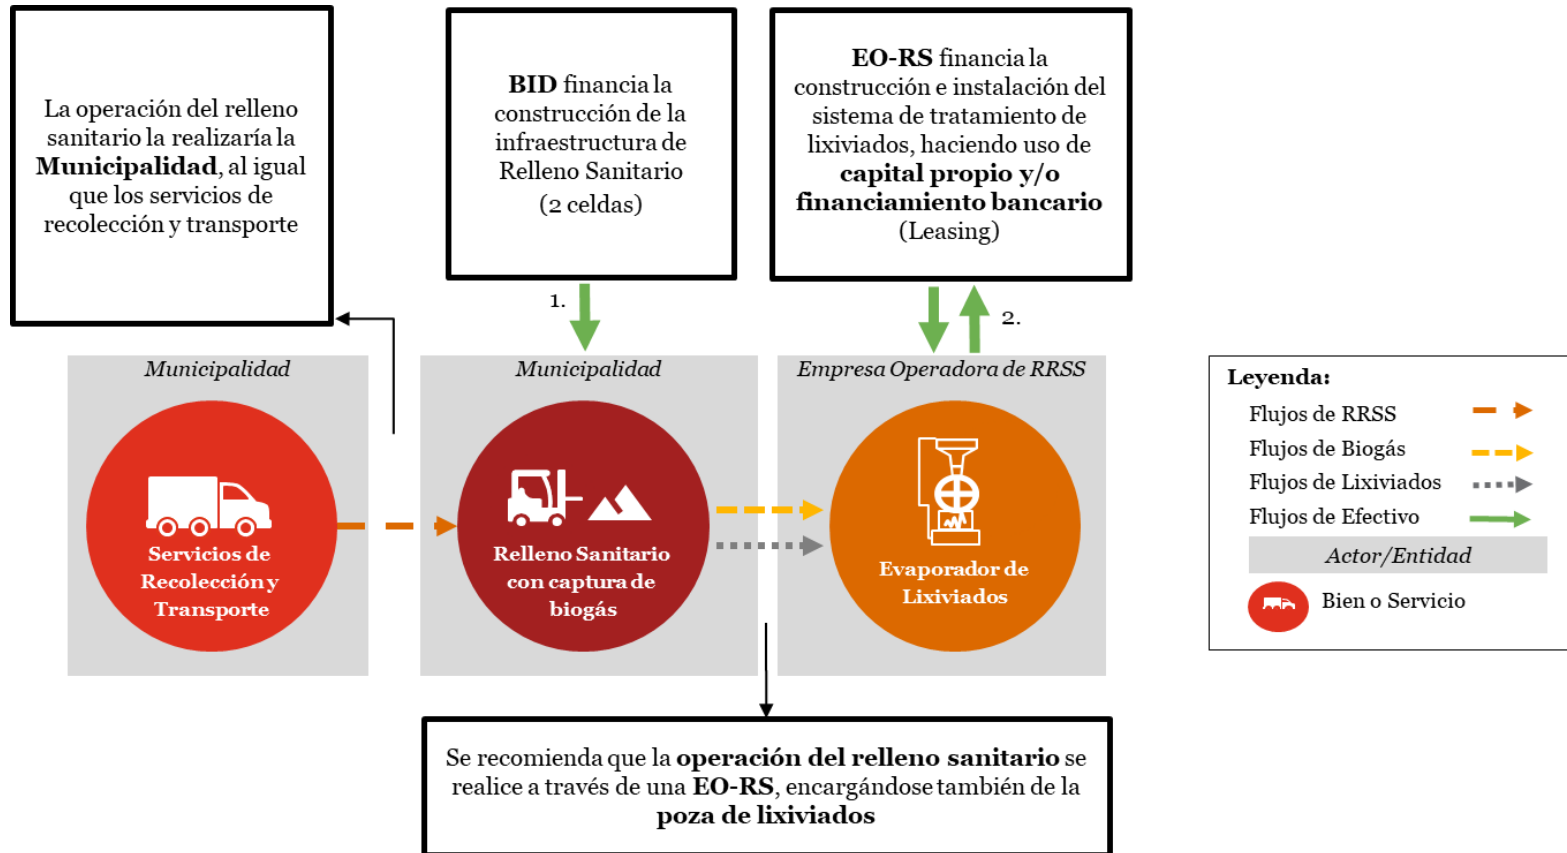 La operación del relleno
sanitario la realizaría la
Municipalidad, al igual
que los servicios de
recolección y transporte
BID financia la
construcción de la
infraestructura de
Relleno Sanitario
(2 celdas)
EO-RS financia la
construcción e instalación del
sistema de tratamiento de
lixiviados, haciendo uso de
capital propio y/o
financiamiento bancario
(Leasing)
1.
2.
Municipalidad
Municipalidad
Empresa Operadora de RRSS
Servicios de
Recolección y
Transporte
Relleno Sanitario
con captura de
biogás
Evaporador de
Lixiviados
Leyenda:
Flujos de RRSS
Flujos de Biogás
Flujos de Lixiviados
Flujos de Efectivo
Actor/Entidad
Bien o Servicio
Se recomienda que la operación del relleno sanitario se
realice a través de una EO-RS, encargándose también de la
poza de lixiviados